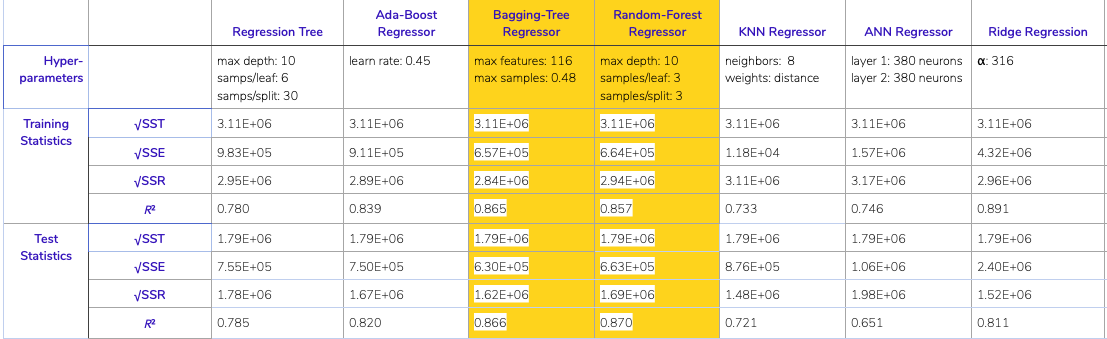 Regression Tree Ada-Boost Regressor Bagging-Tree Regressor Random-Forest Regressor KNN Regressor ANN Regressor Ridge Regression
Hyper-parameters
max depth: 10
samps/leaf: 6
samps/split: 30
learn rate: 0.45
max features: 116
max samples: 0.48
max depth: 10
samples/leaf: 3
samples/split: 3
neighbors: 8
weights: distance
layer 1: 380 neurons
layer 2: 380 neurons
α: 316
Training Statistics
√SST 3.11E+06 3.11E+06 3.11E+06 3.11E+06 3.11E+06 3.11E+06 3.11E+06
√SSE 9.83E+05 9.11E+05 6.57E+05 6.64E+05 1.18E+04 1.57E+06 4.32E+06
√SSR 2.95E+06 2.89E+06 2.84E+06 2.94E+06 3.11E+06 3.17E+06 2.96E+06
R² 0.780 0.839 0.865 0.857 0.733 0.746 0.891
Test Statistics
√SST 1.79E+06 1.79E+06 1.79E+06 1.79E+06 1.79E+06 1.79E+06 1.79E+06
√SSE 7.55E+05 7.50E+05 6.30E+05 6.63E+05 8.76E+05 1.06E+06 2.40E+06
√SSR 1.78E+06 1.67E+06 1.62E+06 1.69E+06 1.48E+06 1.98E+06 1.52E+06
R² 0.785 0.820 0.866 0.870 0.721 0.651 0.811